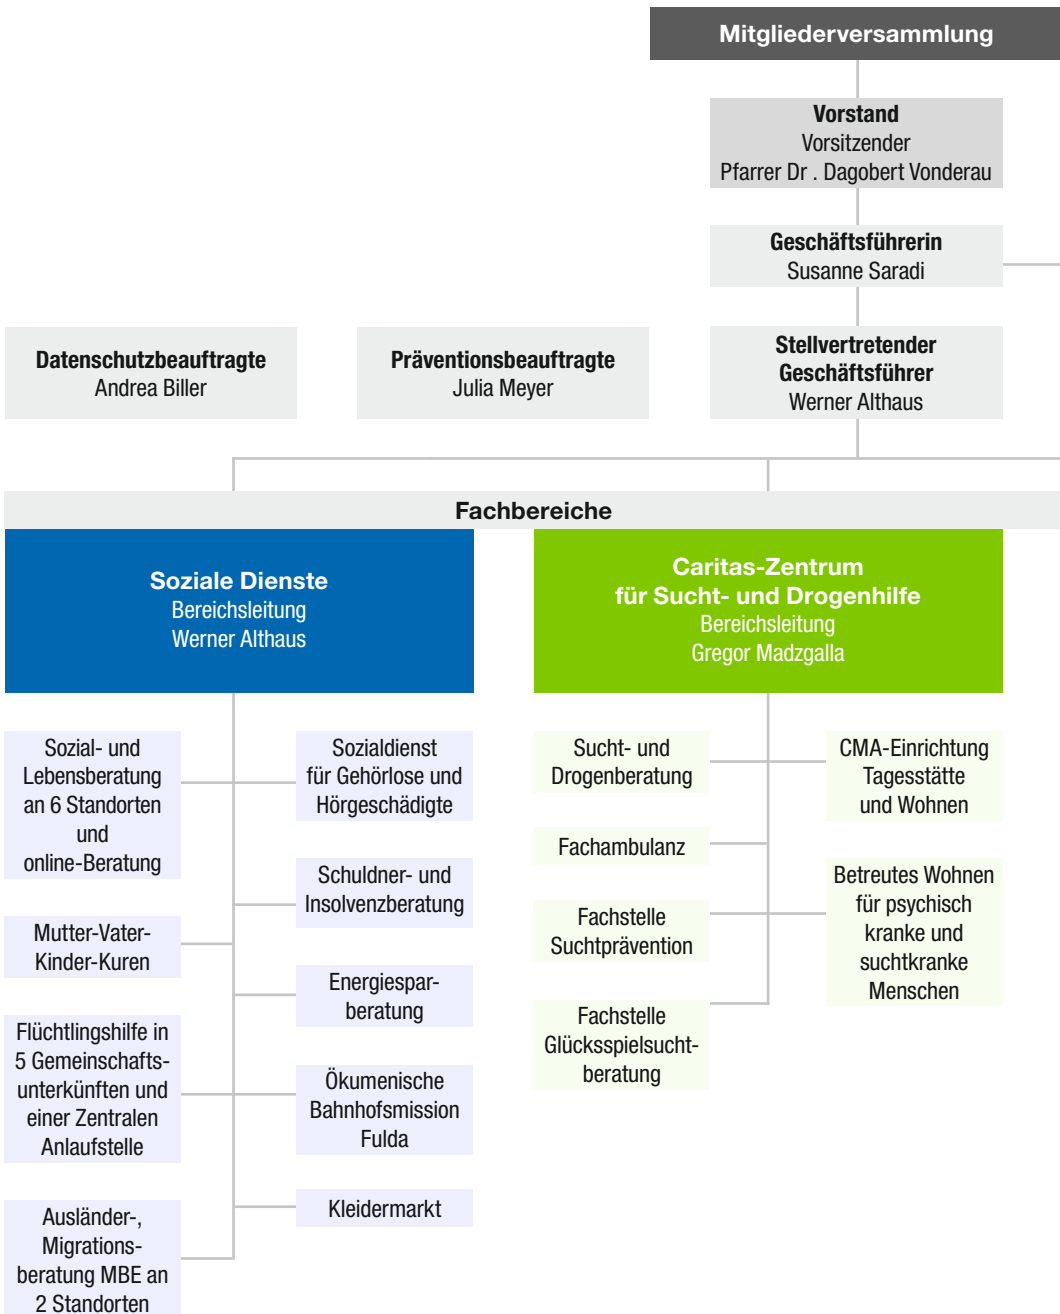 Mitgliederversammlung
Vorstand
Vorsitzender
Pfarrer Dr . Dagobert Vonderau
Geschäftsführerin
Susanne Saradi
Datenschutzbeauftragte
Andrea Biller
Präventionsbeauftragte
Julia Meyer
Stellvertretender
Geschäftsführer
Werner Althaus
Fachbereiche
Soziale Dienste
Bereichsleitung
Werner Althaus
Sozial- und
Lebensberatung
an 6 Standorten
und
online-Beratung
Mutter-Vater-
Kinder-Kuren
Flüchtlingshilfe in
5 Gemeinschafts-
unterkünften und
einer Zentralen
Anlaufstelle
Ausländer-,
Migrations-
beratung MBE an
2 Standorten
Sozialdienst
für Gehörlose und
Hörgeschädigte
Schuldner- und
Insolvenzberatung
Energiespar-
beratung
Ökumenische
Bahnhofsmission
Fulda
Kleidermarkt
Caritas-Zentrum
für Sucht- und Drogenhilfe
Bereichsleitung
Gregor Madzgalla
Sucht- und
Drogenberatung
Fachambulanz
Fachstelle
Suchtprävention
Fachstelle
Glücksspielsucht-
beratung
CMA-Einrichtung
Tagesstätte
und Wohnen
Betreutes Wohnen
für psychisch
kranke und
suchtkranke
Menschen